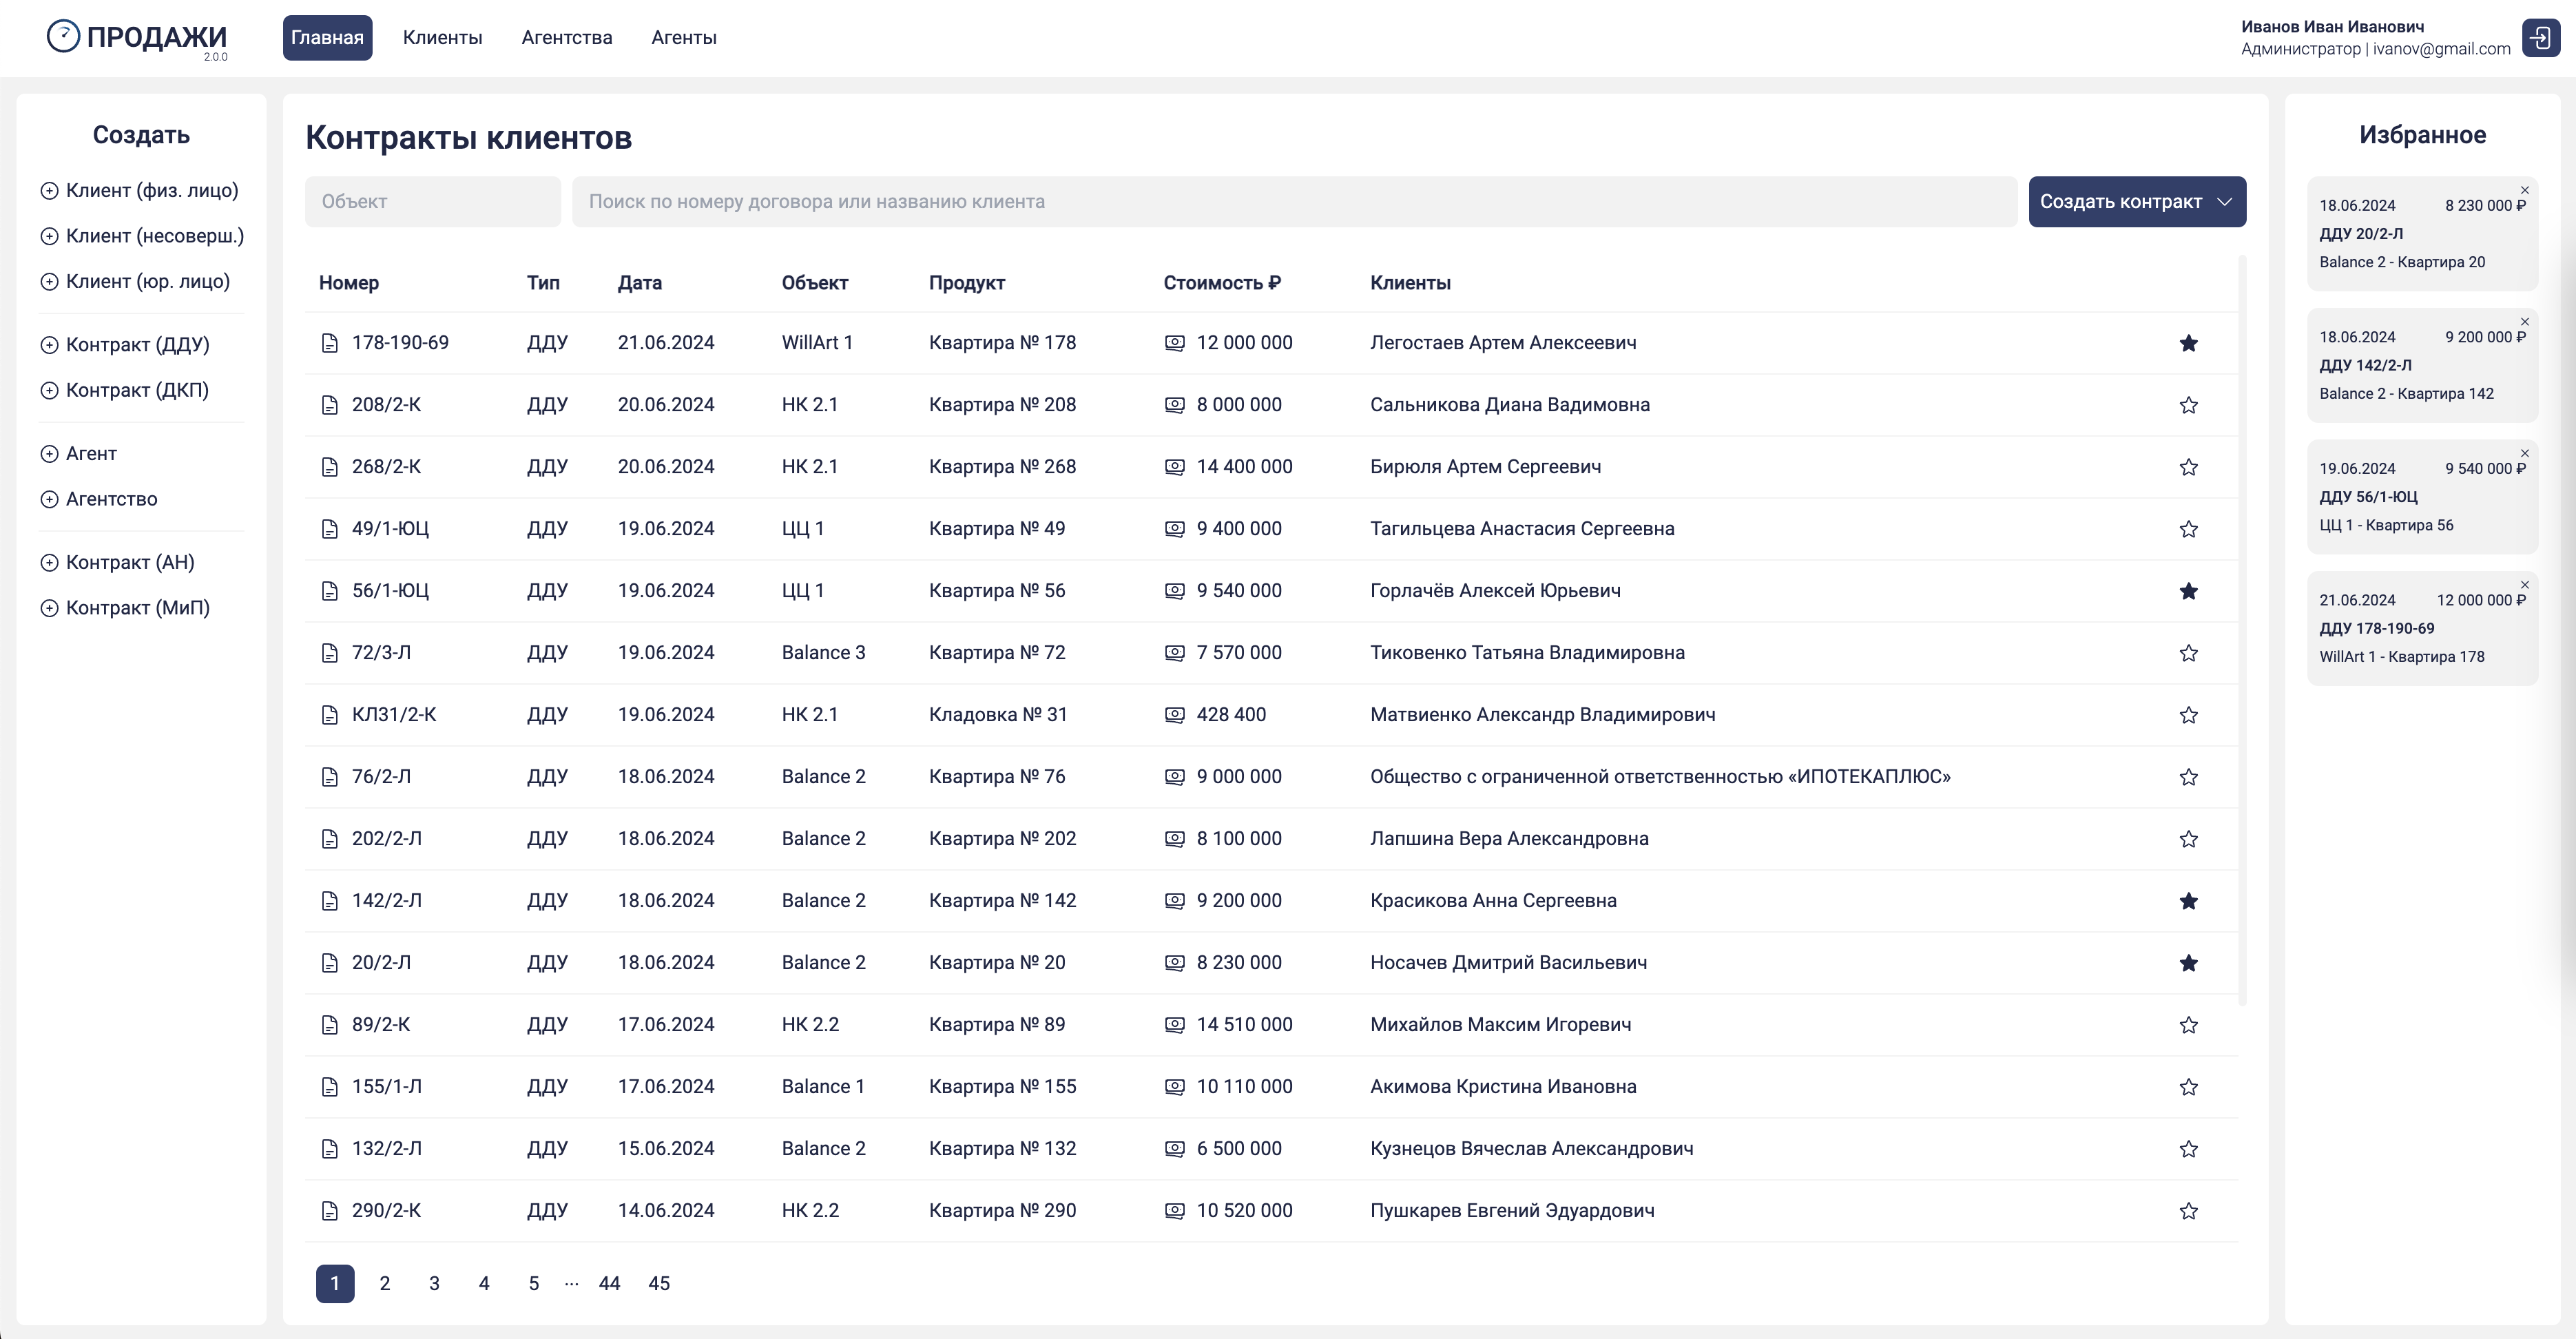 ПРОДАЖИ
2.0.0
Главная Клиенты Агентства Агенты
Иванов Иван Иванович
Администратор | ivanov@gmail.com
Создать
Клиент (физ. лицо)
Клиент (несоверш.)
Клиент (юр. лицо)
Контракт (ДДУ)
Контракт (ДКП)
Агент
Агентство
Контракт (АН)
Контракт (МиП)
Контракты клиентов
Объект Поиск по номеру договора или названию клиента Создать контракт
Номер Тип Дата Объект Продукт Стоимость ₽ Клиенты
178-190-69 ДДУ 21.06.2024 WillArt 1 Квартира № 178 12 000 000 Легостаев Артем Алексеевич
208/2-К ДДУ 20.06.2024 НК 2.1 Квартира № 208 8 000 000 Сальникова Диана Вадимовна
268/2-К ДДУ 20.06.2024 НК 2.1 Квартира № 268 14 400 000 Бирюля Артем Сергеевич
49/1-ЮЦ ДДУ 19.06.2024 ЦЦ 1 Квартира № 49 9 400 000 Тагильцева Анастасия Сергеевна
56/1-ЮЦ ДДУ 19.06.2024 ЦЦ 1 Квартира № 56 9 540 000 Горлачёв Алексей Юрьевич
72/3-Л ДДУ 19.06.2024 Balance 3 Квартира № 72 7 570 000 Тиковенко Татьяна Владимировна
КЛ31/2-К ДДУ 19.06.2024 НК 2.1 Кладовка № 31 428 400 Матвиенко Александр Владимирович
76/2-Л ДДУ 18.06.2024 Balance 2 Квартира № 76 9 000 000 Общество с ограниченной ответственностью «ИПОТЕКАПЛЮС»
202/2-Л ДДУ 18.06.2024 Balance 2 Квартира № 202 8 100 000 Лапшина Вера Александровна
142/2-Л ДДУ 18.06.2024 Balance 2 Квартира № 142 9 200 000 Красикова Анна Сергеевна
20/2-Л ДДУ 18.06.2024 Balance 2 Квартира № 20 8 230 000 Носачев Дмитрий Васильевич
89/2-К ДДУ 17.06.2024 НК 2.2 Квартира № 89 14 510 000 Михайлов Максим Игоревич
155/1-Л ДДУ 17.06.2024 Balance 1 Квартира № 155 10 110 000 Акимова Кристина Ивановна
132/2-Л ДДУ 15.06.2024 Balance 2 Квартира № 132 6 500 000 Кузнецов Вячеслав Александрович
290/2-К ДДУ 14.06.2024 НК 2.2 Квартира № 290 10 520 000 Пушкарев Евгений Эдуардович
1 2 3 4 5 ··· 44 45
Избранное
18.06.2024 8 230 000 ₽
ДДУ 20/2-Л
Balance 2 - Квартира 20
18.06.2024 9 200 000 ₽
ДДУ 142/2-Л
Balance 2 - Квартира 142
19.06.2024 9 540 000 ₽
ДДУ 56/1-ЮЦ
ЦЦ 1 - Квартира 56
21.06.2024 12 000 000 ₽
ДДУ 178-190-69
WillArt 1 - Квартира 178